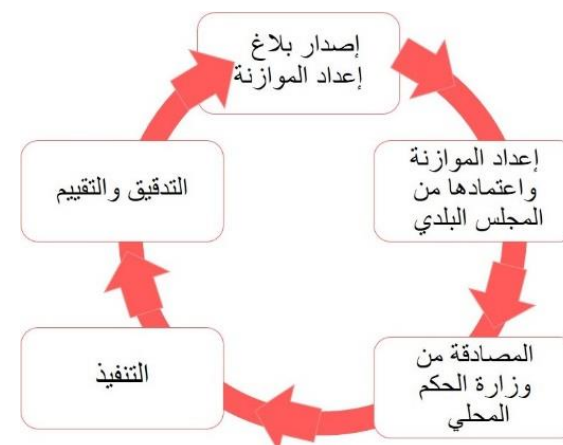 إصدار بلاغ
إعداد الموازنة
إعداد الموازنة
واعتمادها من
المجلس البلدي
المصادقة من
وزارة الحكم
المحلي
التنفيذ
التدقيق والتقييم